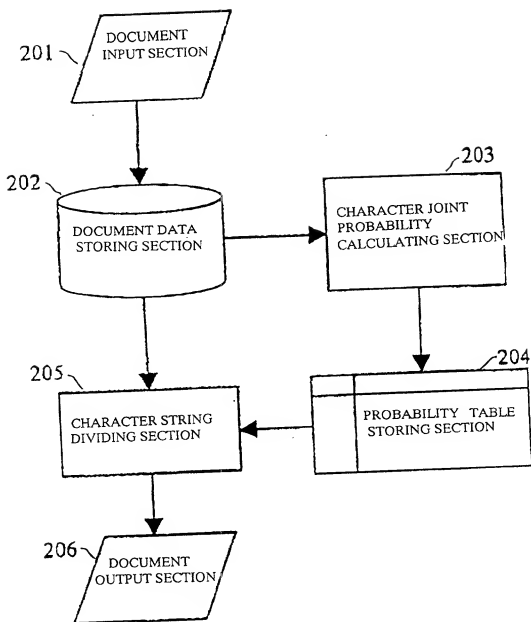 201
DOCUMENT
INPUT SECTION
202
DOCUMENT DATA
STORING SECTION
203
CHARACTER JOINT
PROBABILITY
CALCULATING SECTION
204
PROBABILITY TABLE
STORING SECTION
205
CHARACTER STRING
DIVIDING SECTION
206
DOCUMENT
OUTPUT SECTION